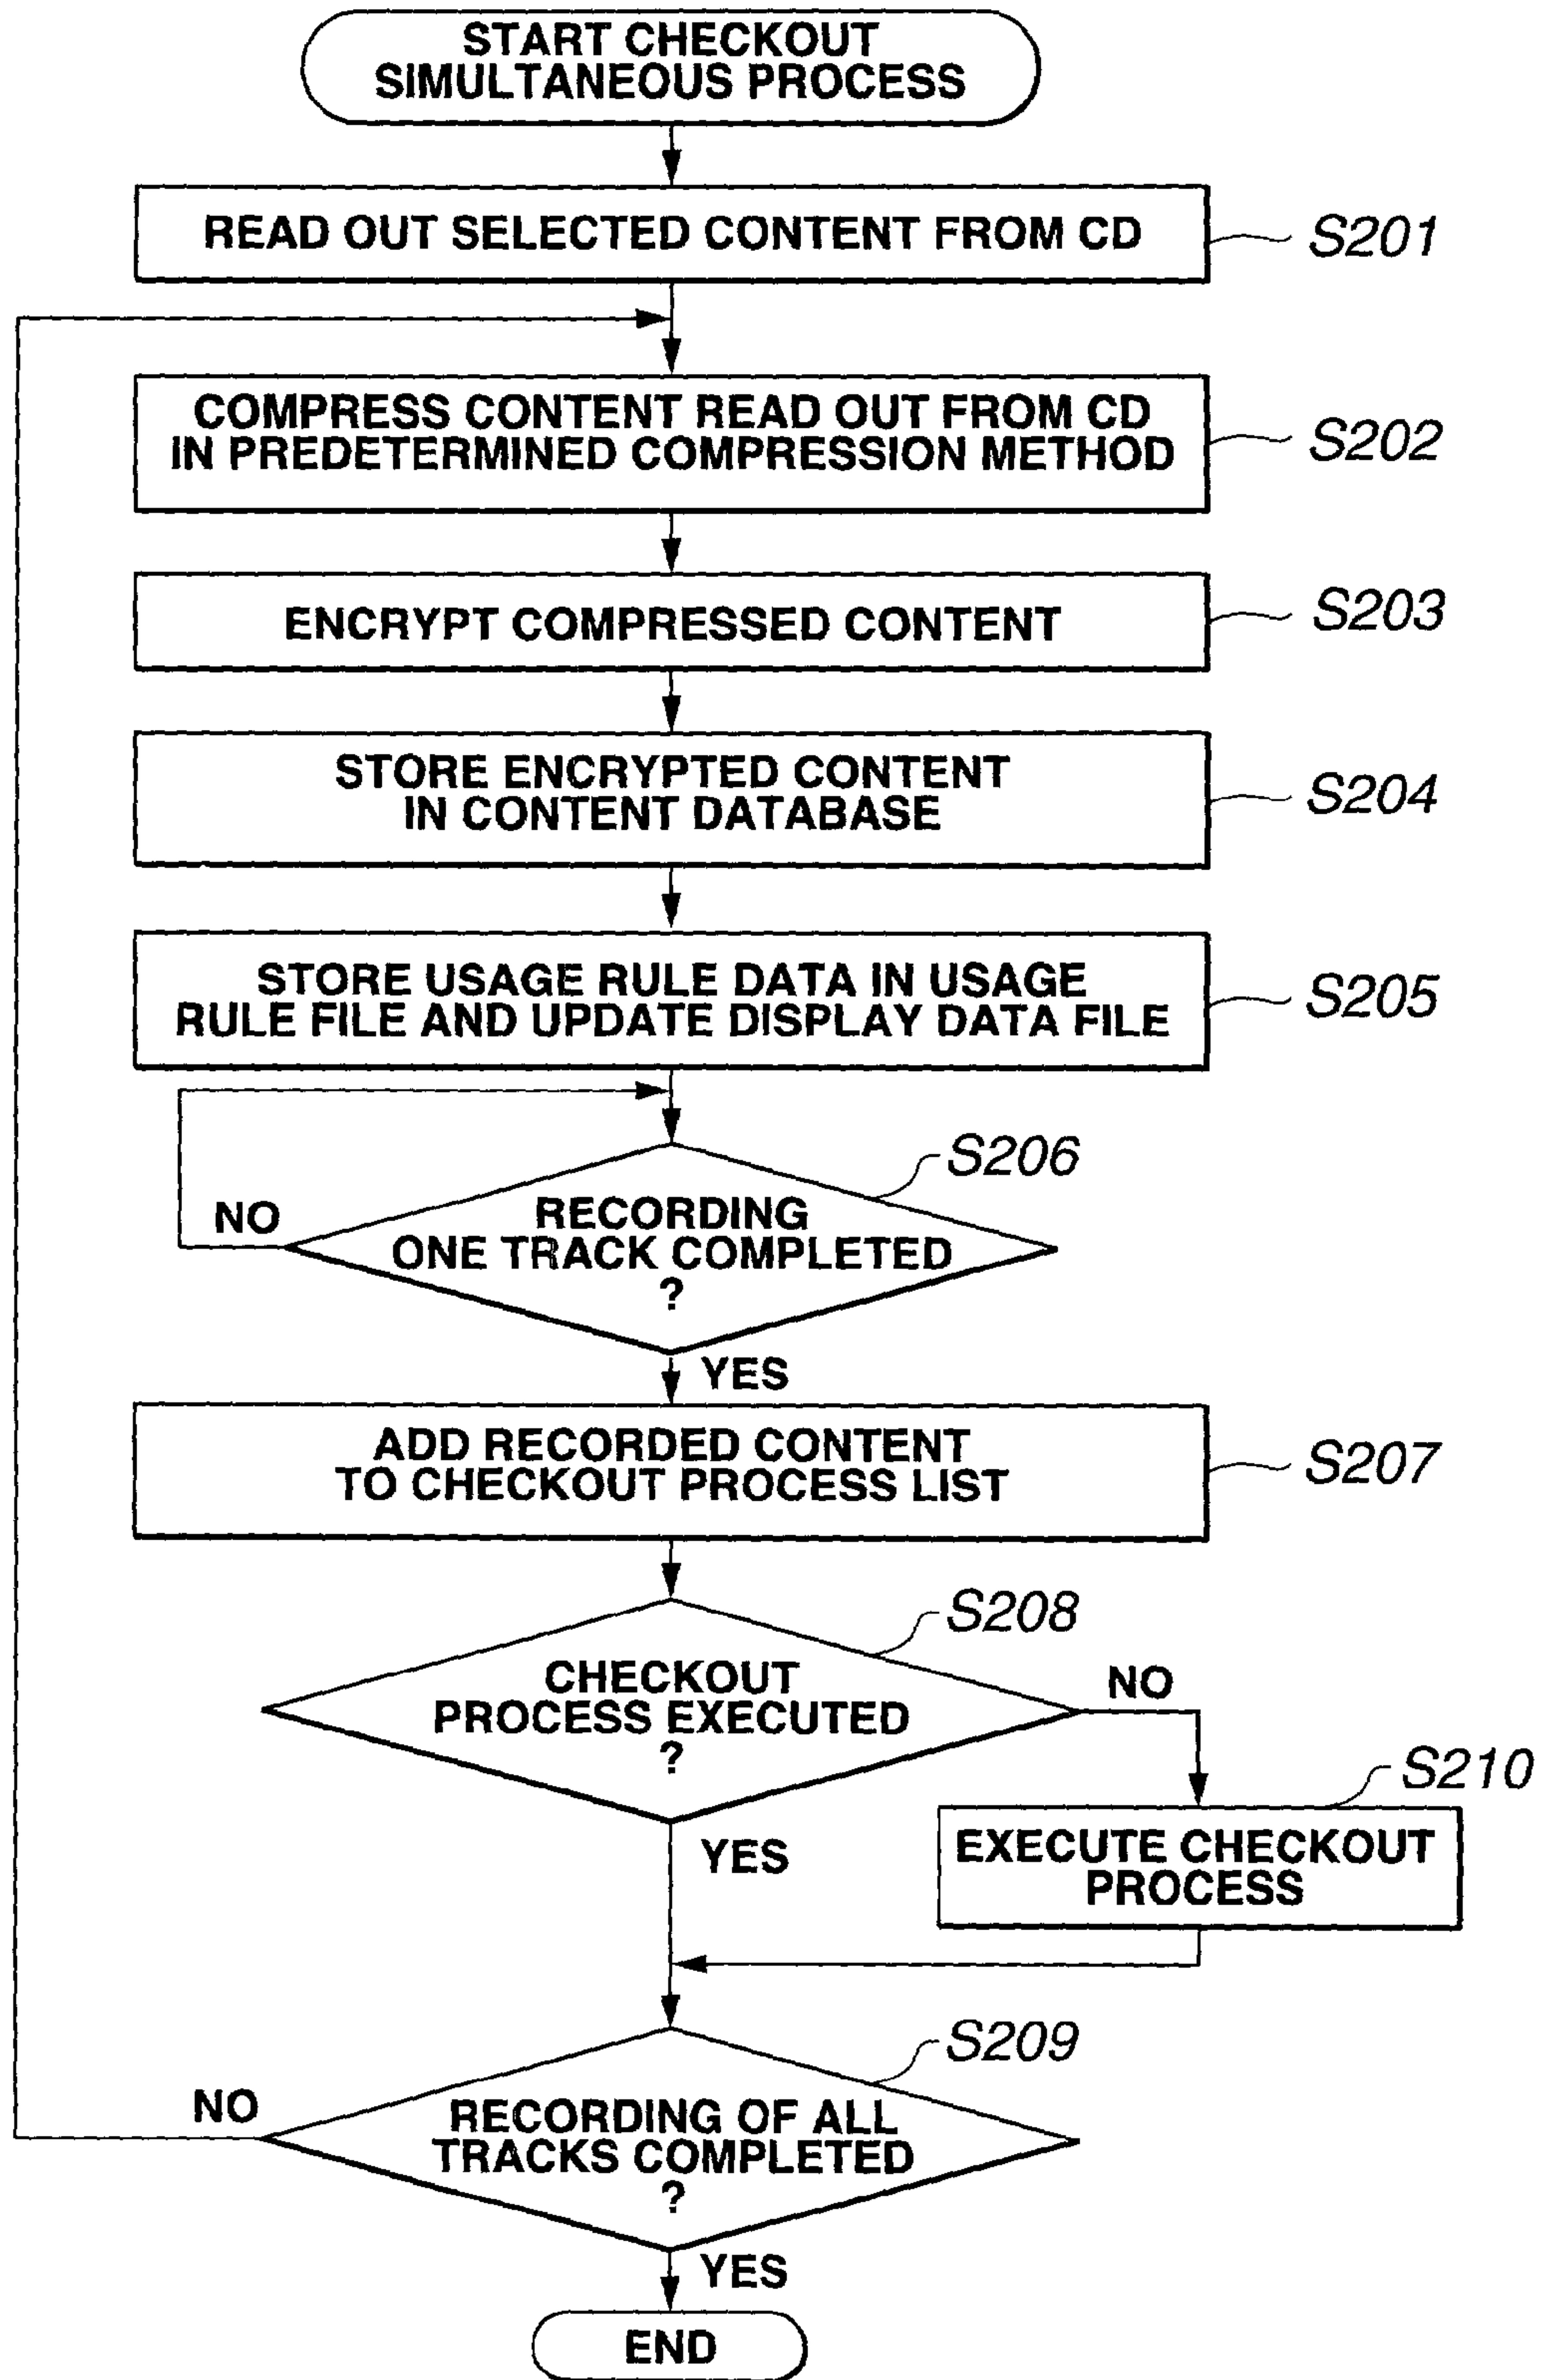 START CHECKOUT
SIMULTANEOUS PROCESS
READ OUT SELECTED CONTENT FROM CD
S201
COMPRESS CONTENT READ OUT FROM CD
IN PREDETERMINED COMPRESSION METHOD
S202
ENCRYPT COMPRESSED CONTENT
S203
STORE ENCRYPTED CONTENT
IN CONTENT DATABASE
S204
STORE USAGE RULE DATA IN USAGE
RULE FILE AND UPDATE DISPLAY DATA FILE
S205
S206
NO
RECORDING
ONE TRACK COMPLETED
?
YES
ADD RECORDED CONTENT
TO CHECKOUT PROCESS LIST
S207
S208
CHECKOUT
PROCESS EXECUTED
?
NO
YES
S210
EXECUTE CHECKOUT
PROCESS
S209
NO
RECORDING OF ALL
TRACKS COMPLETED
?
YES
END